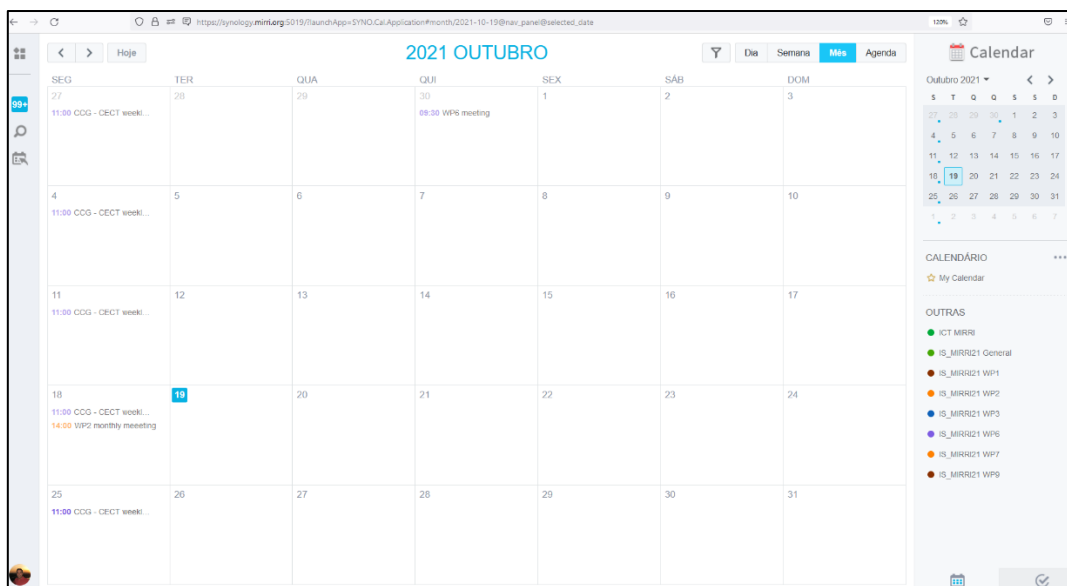 https://synology.mirri.org:5019/?launchApp=SYNO.Cal.Application#month/2021-10-19@nav_panel@selected_date
120%
Hoje
2021 OUTUBRO
Dia Semana Mês Agenda
Calendar
SEG TER QUA QUI SEX SÁB DOM
27 28 29 30 1 2 3
11:00 CCG - CECT weekl...
09:30 WP6 meeting
4 5 6 7 8 9 10
11:00 CCG - CECT weekl...
11 12 13 14 15 16 17
11:00 CCG - CECT weekl...
18 19 20 21 22 23 24
11:00 CCG - CECT weekl...
14:00 WP2 monthly meeeting
25 26 27 28 29 30 31
11:00 CCG - CECT weekl...
99+
Outubro 2021
S T Q Q S S D
27 28 29 30 1 2 3
4 5 6 7 8 9 10
11 12 13 14 15 16 17
18 19 20 21 22 23 24
25 26 27 28 29 30 31
1 2 3 4 5 6 7
CALENDÁRIO
My Calendar
OUTRAS
ICT MIRRI
IS_MIRRI21 General
IS_MIRRI21 WP1
IS_MIRRI21 WP2
IS_MIRRI21 WP3
IS_MIRRI21 WP6
IS_MIRRI21 WP7
IS_MIRRI21 WP9